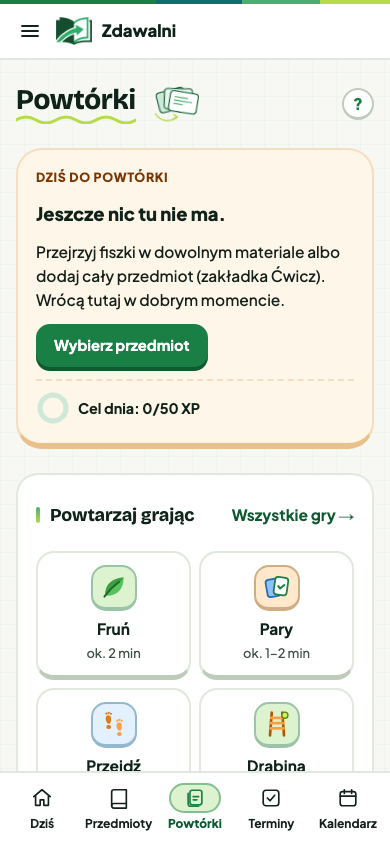 Zdawalni
Powtórki
?
DZIŚ DO POWTÓRKI
Jeszcze nic tu nie ma.
Przejrzyj fiszki w dowolnym materiale albo
dodaj cały przedmiot (zakładka Ćwicz).
Wrócą tutaj w dobrym momencie.
Wybierz przedmiot
Cel dnia: 0/50 XP
Powtarzaj grając
Wszystkie gry →
Fruń
ok. 2 min
Pary
ok. 1–2 min
Przejdź
Drabina
Dziś
Przedmioty
Powtórki
Terminy
Kalendarz